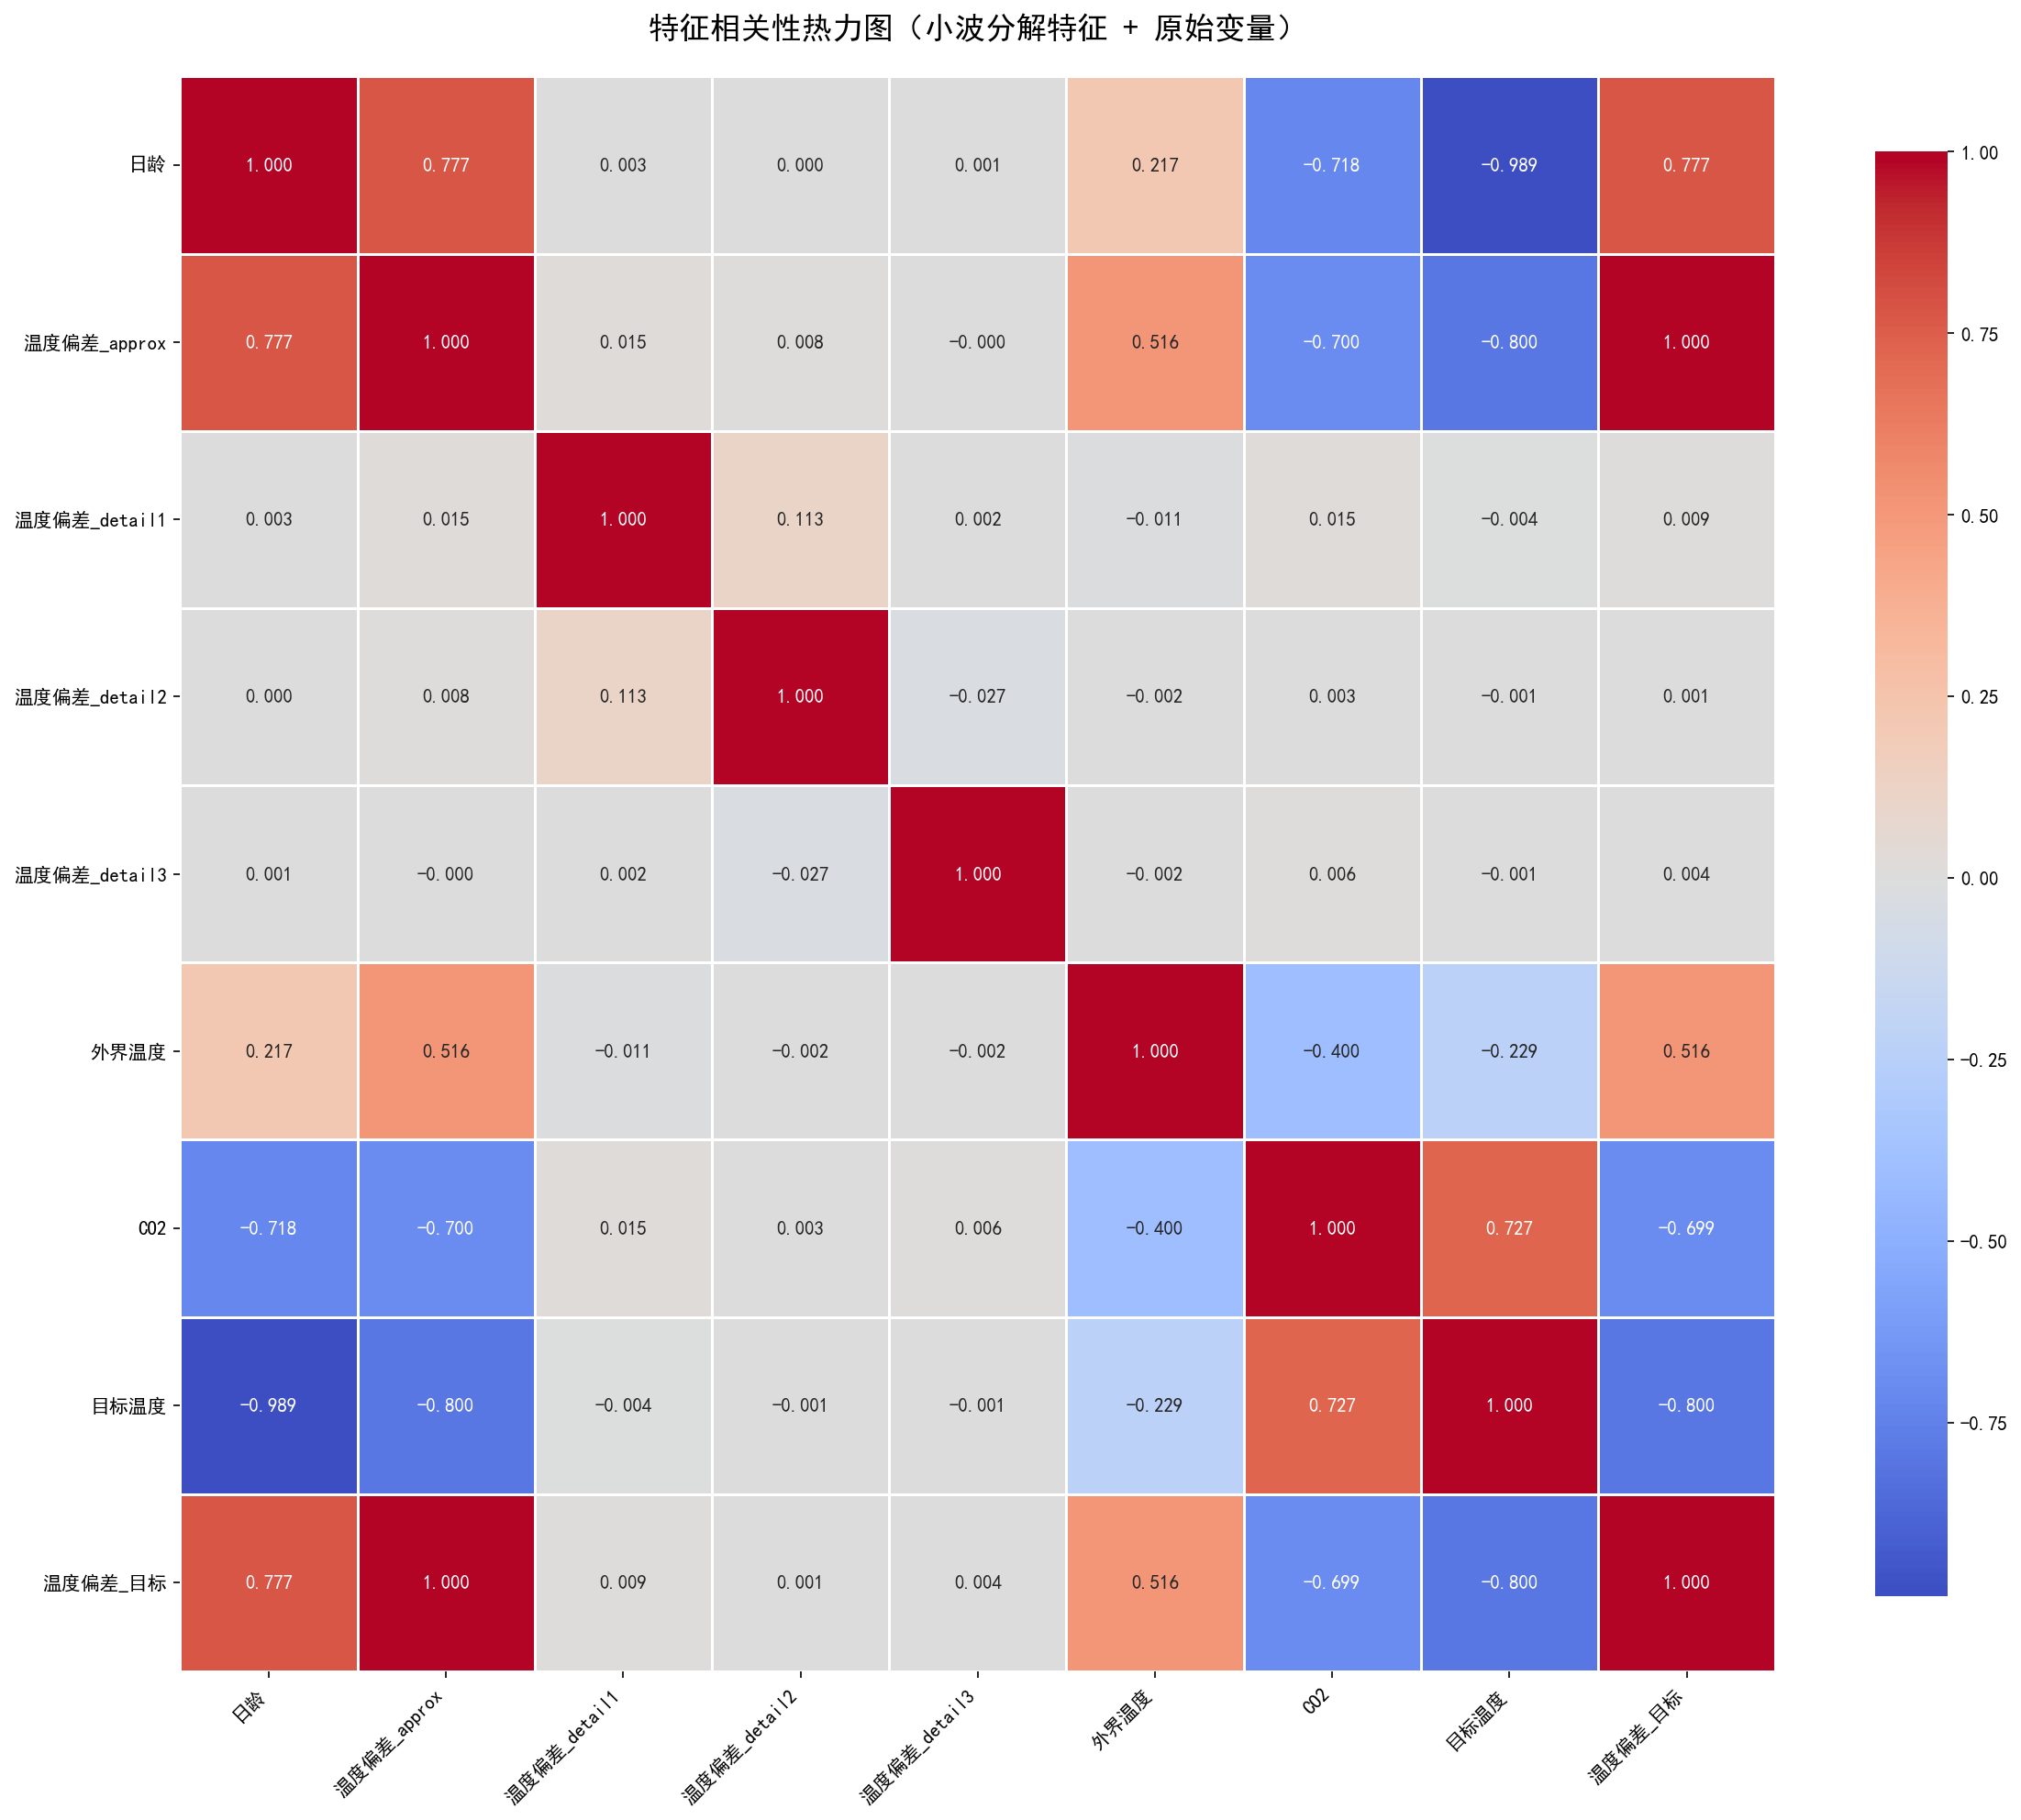 特征相关性热力图（小波分解特征 + 原始变量）
日龄 1.000 0.777 0.003 0.000 0.001 0.217 −0.718 −0.989 0.777
温度偏差_approx 0.777 1.000 0.015 0.008 −0.000 0.516 −0.700 −0.800 1.000
温度偏差_detail1 0.003 0.015 1.000 0.113 0.002 −0.011 0.015 −0.004 0.009
温度偏差_detail2 0.000 0.008 0.113 1.000 −0.027 −0.002 0.003 −0.001 0.001
温度偏差_detail3 0.001 −0.000 0.002 −0.027 1.000 −0.002 0.006 −0.001 0.004
外界温度 0.217 0.516 −0.011 −0.002 −0.002 1.000 −0.400 −0.229 0.516
CO2 −0.718 −0.700 0.015 0.003 0.006 −0.400 1.000 0.727 −0.699
目标温度 −0.989 −0.800 −0.004 −0.001 −0.001 −0.229 0.727 1.000 −0.800
温度偏差_目标 0.777 1.000 0.009 0.001 0.004 0.516 −0.699 −0.800 1.000
日龄
温度偏差_approx
温度偏差_detail1
温度偏差_detail2
温度偏差_detail3
外界温度
CO2
目标温度
温度偏差_目标
1.00
0.75
0.50
0.25
0.00
−0.25
−0.50
−0.75